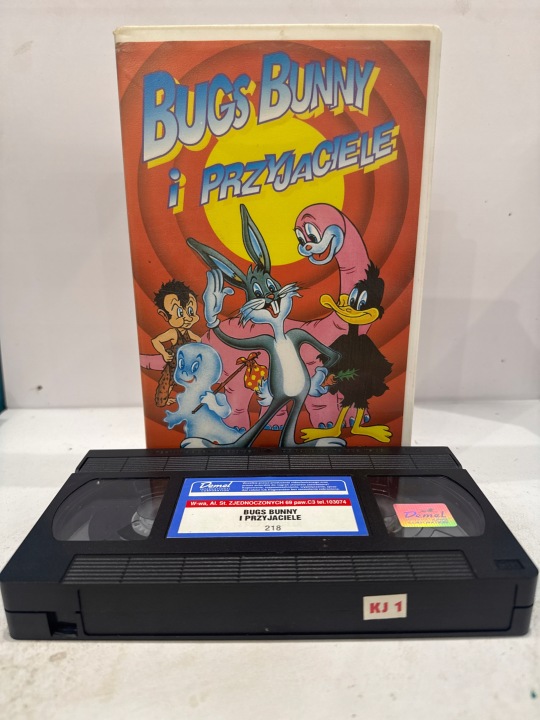 BUGS BUNNY
i PRZYJACIELE
Demel
W-wa, Al. St. ZJEDNOCZONYCH 69 paw.C3 tel.103074
BUGS BUNNY
I PRZYJACIELE
218
Demel
KJ 1